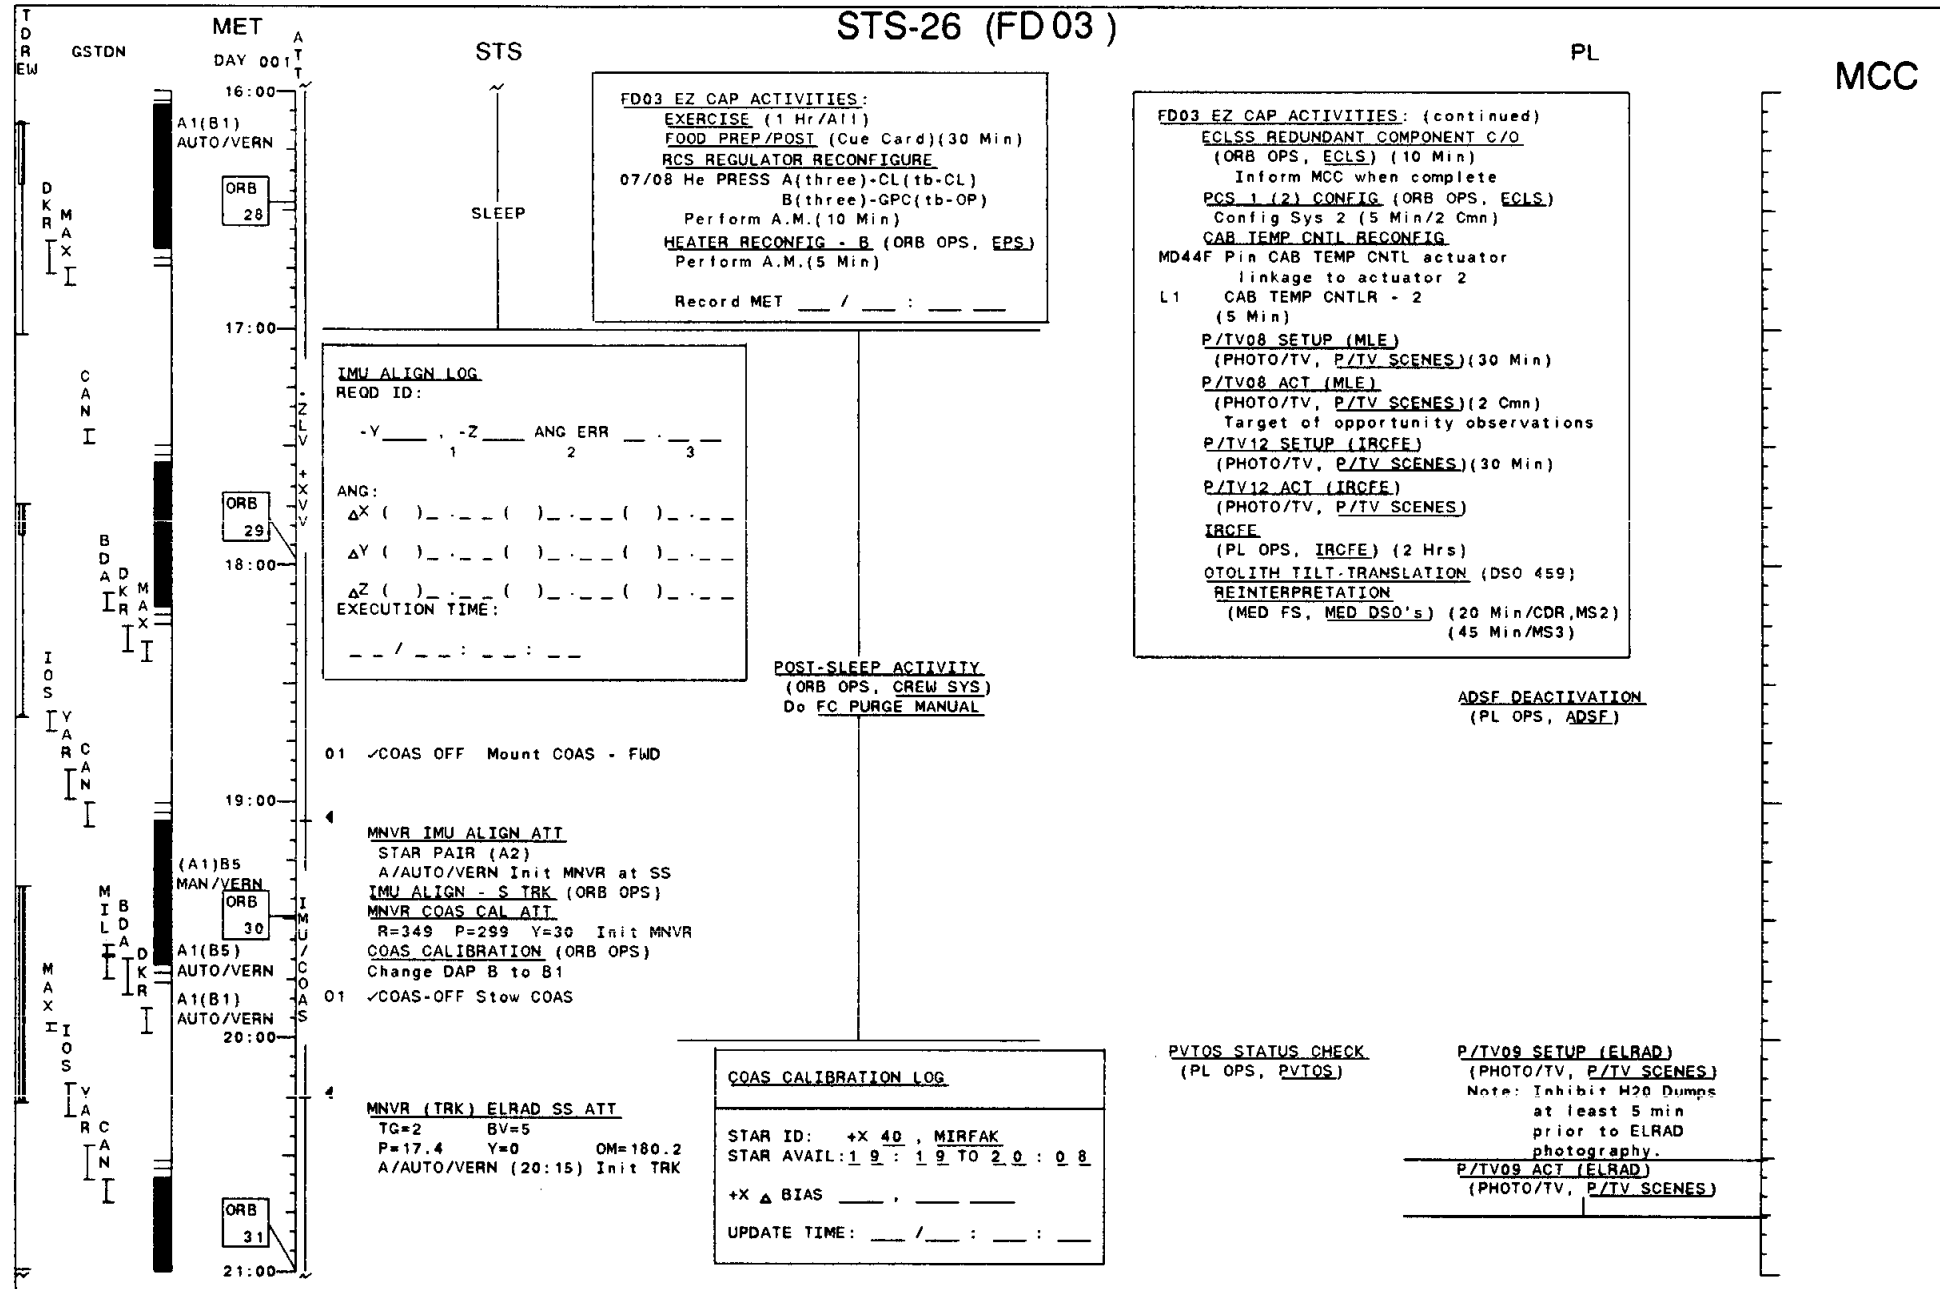 STS-26 (FD 03 )
TDREW
GSTDN
MET
DAY 001
ATT
STS
PL
MCC
16:00
A1(B1)
AUTO/VERN
ORB
28
DKR
MAX
SLEEP
17:00
CAN
-ZLV +XVV
ORB
29
18:00
BDA
DKR
MAX
IOS
YAR
CAN
19:00
(A1)B5
MAN/VERN
ORB
30
MIL
BDA
DKR
A1(B5)
AUTO/VERN
A1(B1)
AUTO/VERN
MAX
IOS
IMU/COAS
20:00
YAR
CAN
ORB
31
21:00
FD03 EZ CAP ACTIVITIES:
EXERCISE (1 Hr/All)
FOOD PREP/POST (Cue Card)(30 Min)
RCS REGULATOR RECONFIGURE
07/08 He PRESS A(three)-CL(tb-CL)
B(three)-GPC(tb-OP)
Perform A.M.(10 Min)
HEATER RECONFIG - B (ORB OPS, EPS)
Perform A.M.(5 Min)
Record MET ___ / ___ : ___ ___
IMU ALIGN LOG
REQD ID:
-Y____ , -Z____ ANG ERR __ . __ __
1 2 3
ANG:
△X ( )_ . _ _ ( )_ . _ _ ( )_ . _ _
△Y ( )_ . _ _ ( )_ . _ _ ( )_ . _ _
△Z ( )_ . _ _ ( )_ . _ _ ( )_ . _ _
EXECUTION TIME:
_ _ / _ _ : _ _ : _ _
POST-SLEEP ACTIVITY
(ORB OPS, CREW SYS)
Do FC PURGE MANUAL
01 ✓COAS OFF Mount COAS - FWD
MNVR IMU ALIGN ATT
STAR PAIR (A2)
A/AUTO/VERN Init MNVR at SS
IMU ALIGN - S TRK (ORB OPS)
MNVR COAS CAL ATT
R=349 P=299 Y=30 Init MNVR
COAS CALIBRATION (ORB OPS)
Change DAP B to B1
01 ✓COAS-OFF Stow COAS
MNVR (TRK) ELRAD SS ATT
TG=2 BV=5
P=17.4 Y=0 OM=180.2
A/AUTO/VERN (20:15) Init TRK
COAS CALIBRATION LOG
STAR ID: +X 40 , MIRFAK
STAR AVAIL: 1 9 : 1 9 TO 2 0 : 0 8
+X △ BIAS ____ , ____ ____
UPDATE TIME: ___ /___ : ___ : ___
FD03 EZ CAP ACTIVITIES: (continued)
ECLSS REDUNDANT COMPONENT C/O
(ORB OPS, ECLS) (10 Min)
Inform MCC when complete
PCS 1 (2) CONFIG (ORB OPS, ECLS)
Config Sys 2 (5 Min/2 Cmn)
CAB TEMP CNTL RECONFIG
MD44F Pin CAB TEMP CNTL actuator
linkage to actuator 2
L1 CAB TEMP CNTLR - 2
(5 Min)
P/TV08 SETUP (MLE)
(PHOTO/TV, P/TV SCENES)(30 Min)
P/TV08 ACT (MLE)
(PHOTO/TV, P/TV SCENES)(2 Cmn)
Target of opportunity observations
P/TV12 SETUP (IRCFE)
(PHOTO/TV, P/TV SCENES)(30 Min)
P/TV12 ACT (IRCFE)
(PHOTO/TV, P/TV SCENES)
IRCFE
(PL OPS, IRCFE) (2 Hrs)
OTOLITH TILT-TRANSLATION (DSO 459)
REINTERPRETATION
(MED FS, MED DSO's) (20 Min/CDR,MS2)
(45 Min/MS3)
ADSF DEACTIVATION
(PL OPS, ADSF)
PVTOS STATUS CHECK
(PL OPS, PVTOS)
P/TV09 SETUP (ELRAD)
(PHOTO/TV, P/TV SCENES)
Note: Inhibit H20 Dumps
at least 5 min
prior to ELRAD
photography.
P/TV09 ACT (ELRAD)
(PHOTO/TV, P/TV SCENES)